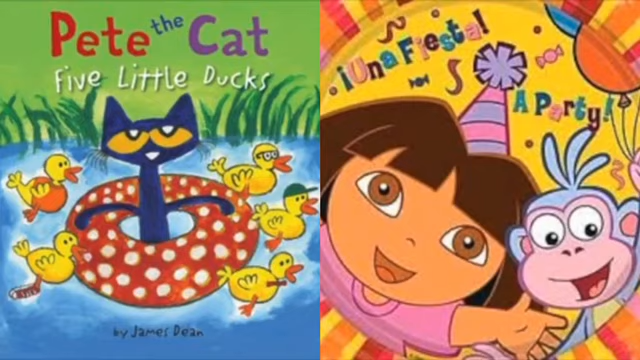 Pete the Cat
Five Little Ducks
by James Dean
¡Una Fiesta!
A Party!